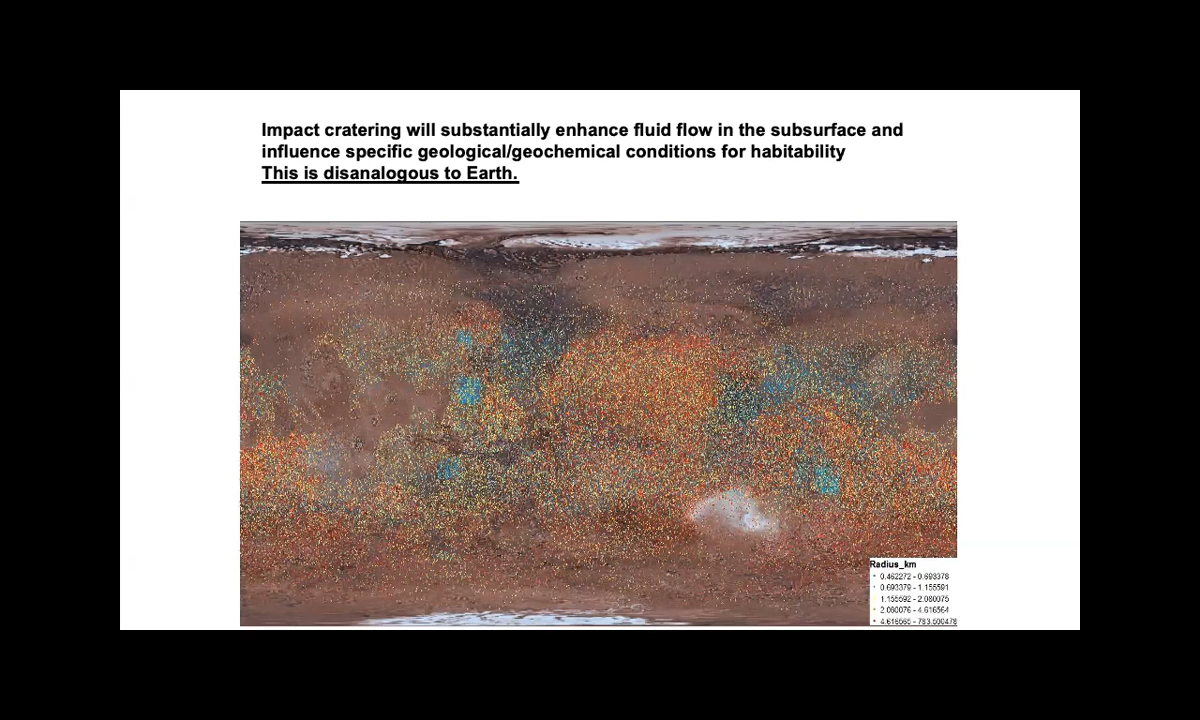 Impact cratering will substantially enhance fluid flow in the subsurface and
influence specific geological/geochemical conditions for habitability
This is disanalogous to Earth.
Radius_km
0.462272 - 0.693378
0.693379 - 1.155591
1.155592 - 2.080075
2.080076 - 4.616564
4.616565 - 783.500478